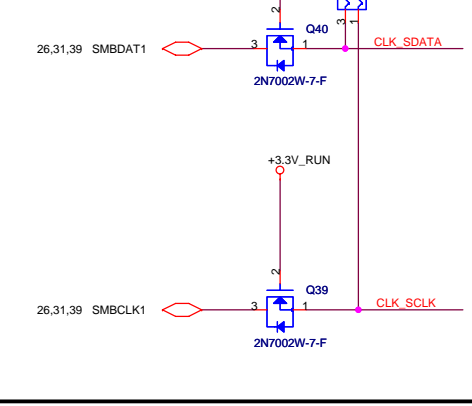 2
Q40
3
1
CLK_SDATA
26,31,39 SMBDAT1
3
1
2N7002W-7-F
+3.3V_RUN
2
Q39
26,31,39 SMBCLK1
3
1
CLK_SCLK
2N7002W-7-F